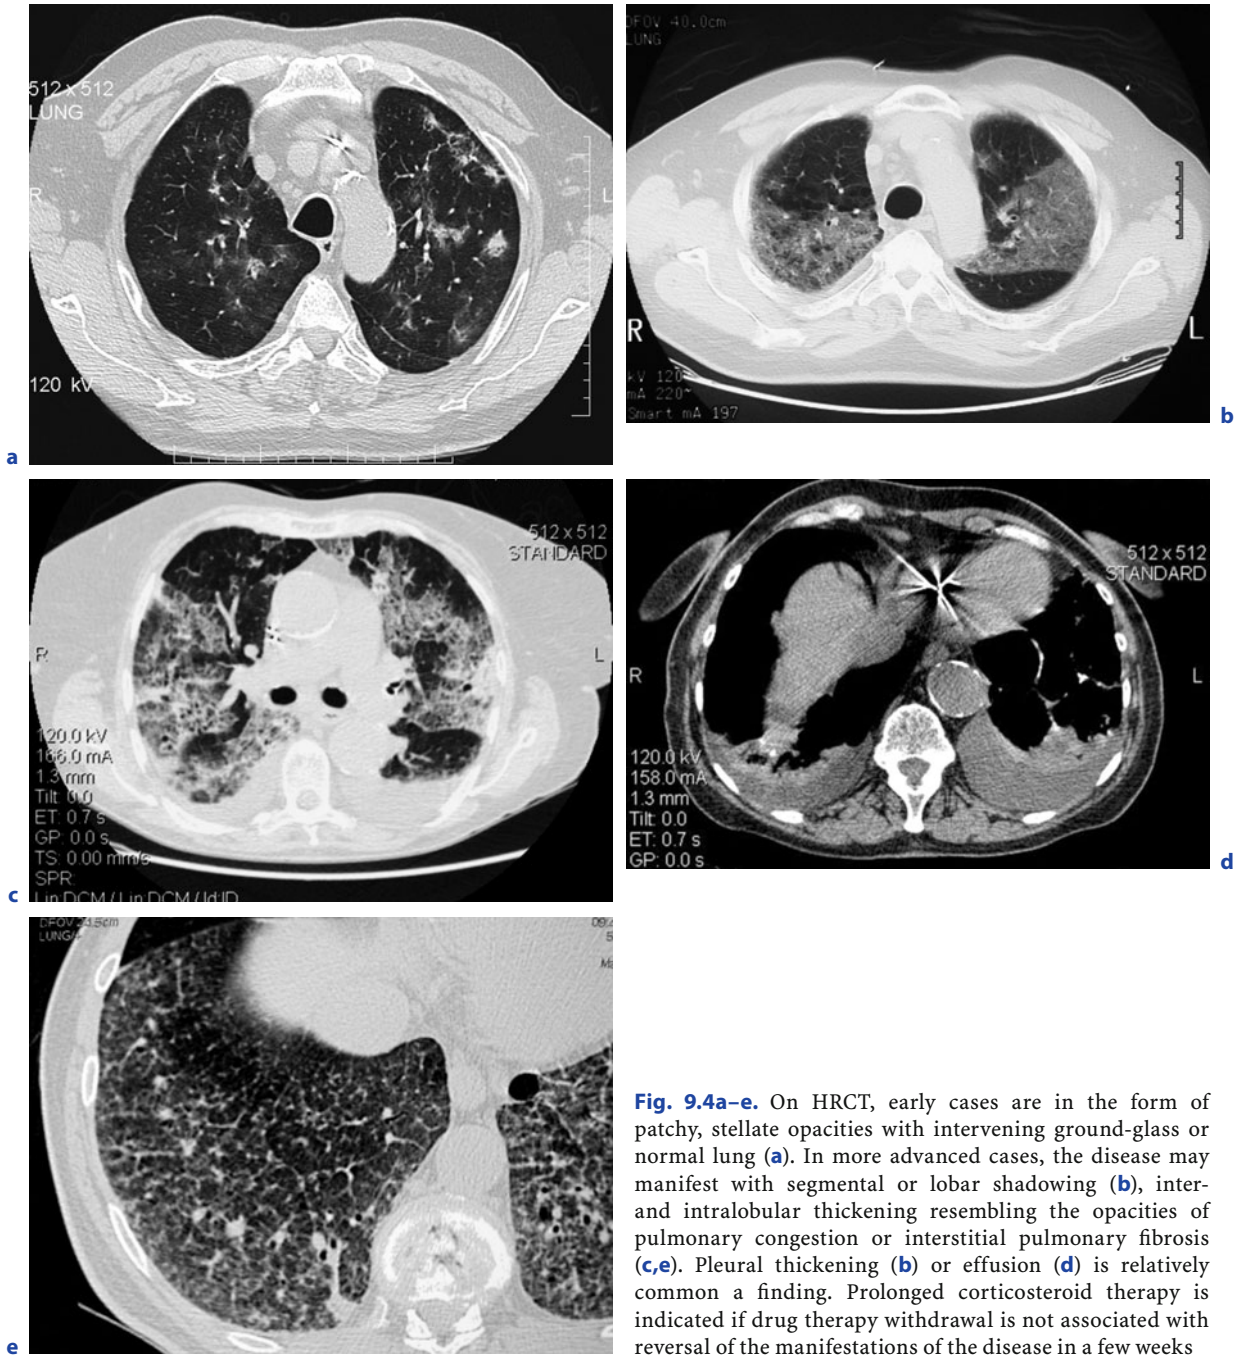 512 x 512
LUNG
R
L
120 kV
a
DFOV 40.0cm
LUNG
R
L
kV 120
mA 220~
Smart mA 197
b
512 x 512
STANDARD
R
L
120.0 kV
166.0 mA
1.3 mm
Tilt: 0.0
ET: 0.7 s
GP: 0.0 s
TS: 0.00 mm/s
SPR:
Lin:DCM / Lin:DCM / Id:ID
c
512 x 512
STANDARD
R
L
120.0 kV
158.0 mA
1.3 mm
Tilt: 0.0
ET: 0.7 s
GP: 0.0 s
d
LUNG
e
Fig. 9.4a–e. On HRCT, early cases are in the form of
patchy, stellate opacities with intervening ground-glass or
normal lung (a). In more advanced cases, the disease may
manifest with segmental or lobar shadowing (b), inter-
and intralobular thickening resembling the opacities of
pulmonary congestion or interstitial pulmonary fibrosis
(c,e). Pleural thickening (b) or effusion (d) is relatively
common a finding. Prolonged corticosteroid therapy is
indicated if drug therapy withdrawal is not associated with
reversal of the manifestations of the disease in a few weeks